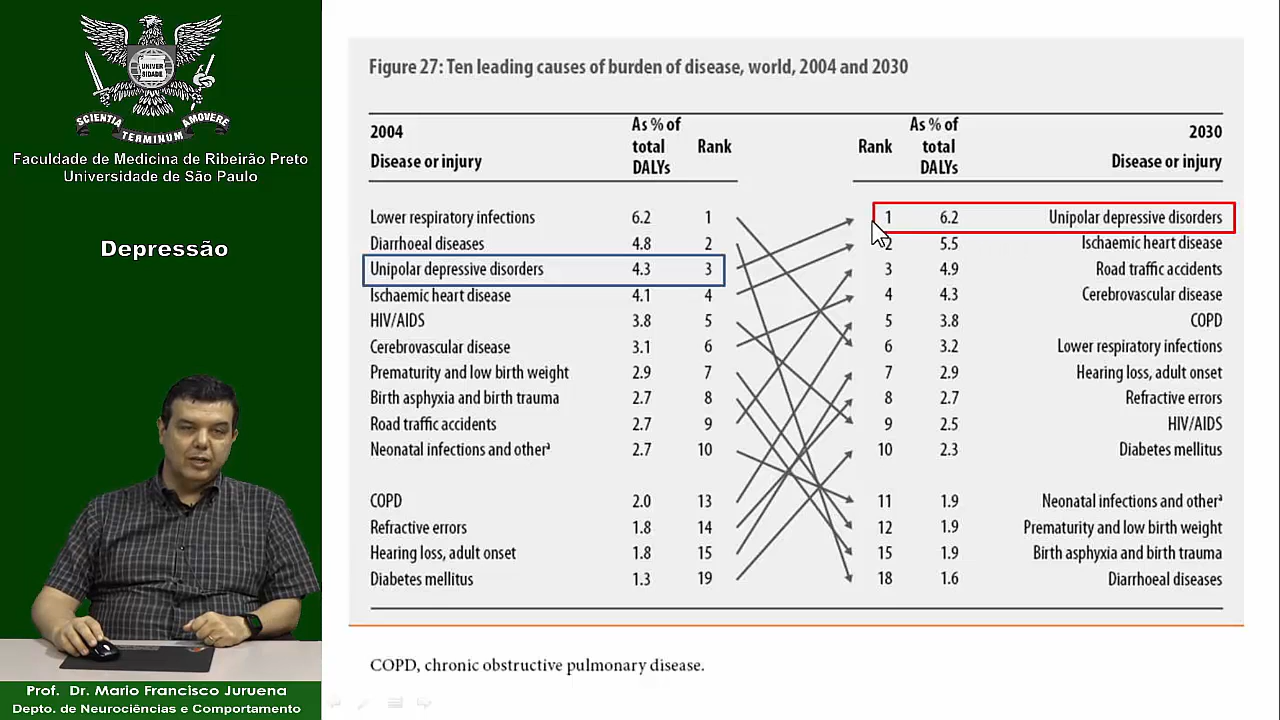 UNIVER
SIDADE
SCIENTIA
TERMINUM
AMOVERE
Faculdade de Medicina de Ribeirão Preto
Universidade de São Paulo
Depressão
Prof. Dr. Mario Francisco Juruena
Depto. de Neurociências e Comportamento
Figure 27: Ten leading causes of burden of disease, world, 2004 and 2030
2004 Disease or injury As % of total DALYs Rank Rank As % of total DALYs 2030 Disease or injury
Lower respiratory infections 6.2 1 1 6.2 Unipolar depressive disorders
Diarrhoeal diseases 4.8 2 2 5.5 Ischaemic heart disease
Unipolar depressive disorders 4.3 3 3 4.9 Road traffic accidents
Ischaemic heart disease 4.1 4 4 4.3 Cerebrovascular disease
HIV/AIDS 3.8 5 5 3.8 COPD
Cerebrovascular disease 3.1 6 6 3.2 Lower respiratory infections
Prematurity and low birth weight 2.9 7 7 2.9 Hearing loss, adult onset
Birth asphyxia and birth trauma 2.7 8 8 2.7 Refractive errors
Road traffic accidents 2.7 9 9 2.5 HIV/AIDS
Neonatal infections and otherᵃ 2.7 10 10 2.3 Diabetes mellitus
COPD 2.0 13 11 1.9 Neonatal infections and otherᵃ
Refractive errors 1.8 14 12 1.9 Prematurity and low birth weight
Hearing loss, adult onset 1.8 15 15 1.9 Birth asphyxia and birth trauma
Diabetes mellitus 1.3 19 18 1.6 Diarrhoeal diseases
COPD, chronic obstructive pulmonary disease.